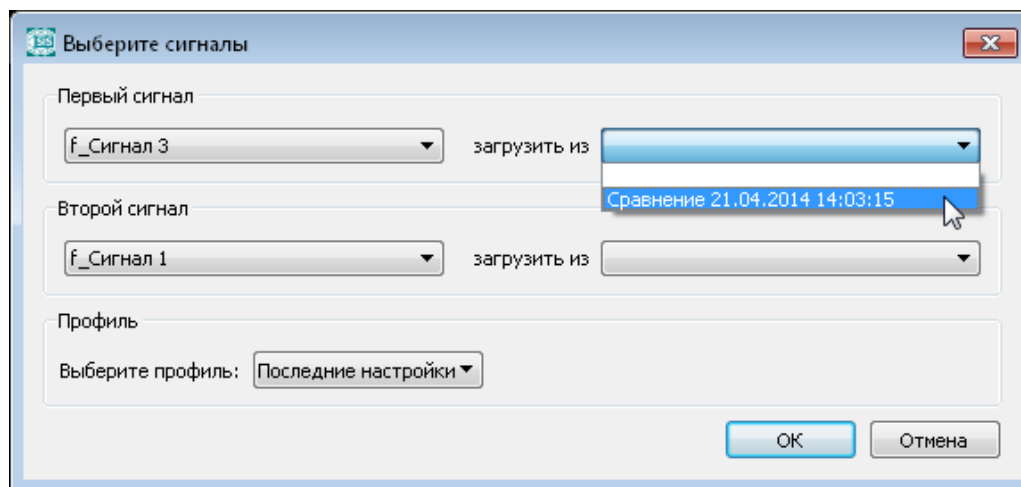 Выберите сигналы
Первый сигнал
f_Сигнал 3
загрузить из
Сравнение 21.04.2014 14:03:15
Второй сигнал
f_Сигнал 1
загрузить из
Профиль
Выберите профиль:
Последние настройки
OK
Отмена